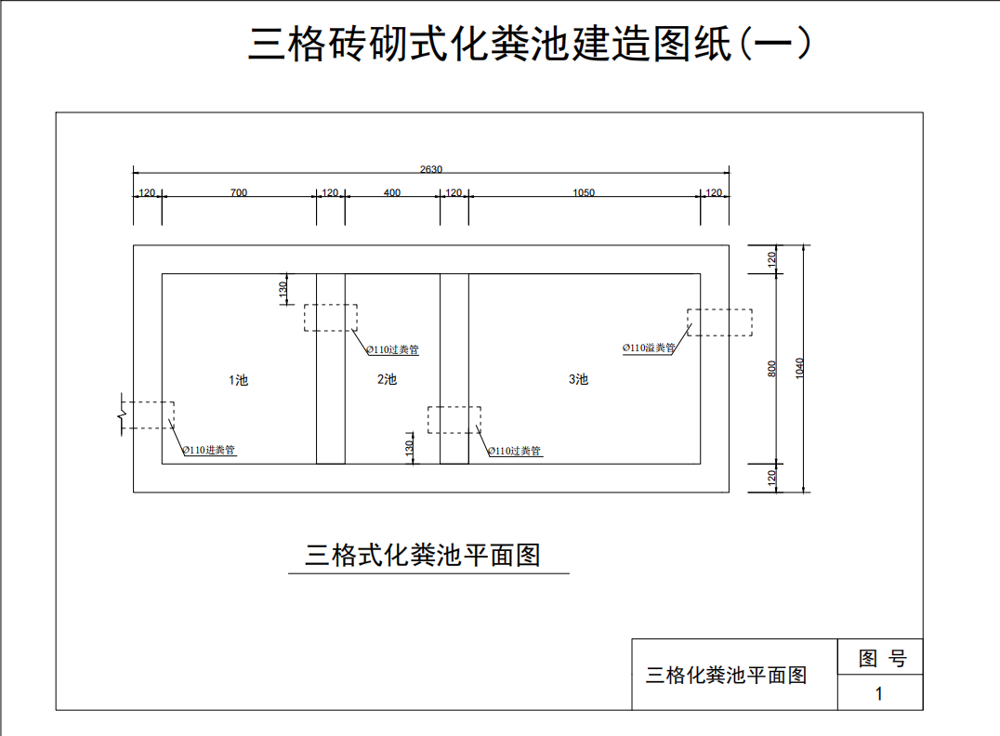 三格砖砌式化粪池建造图纸(一)
2630
120 700 120 400 120 1050 120
120
130
Ø110过粪管
Ø110溢粪管
800
1040
1池
2池
3池
130
Ø110进粪管
Ø110过粪管
120
三格式化粪池平面图
三格化粪池平面图
图 号
1